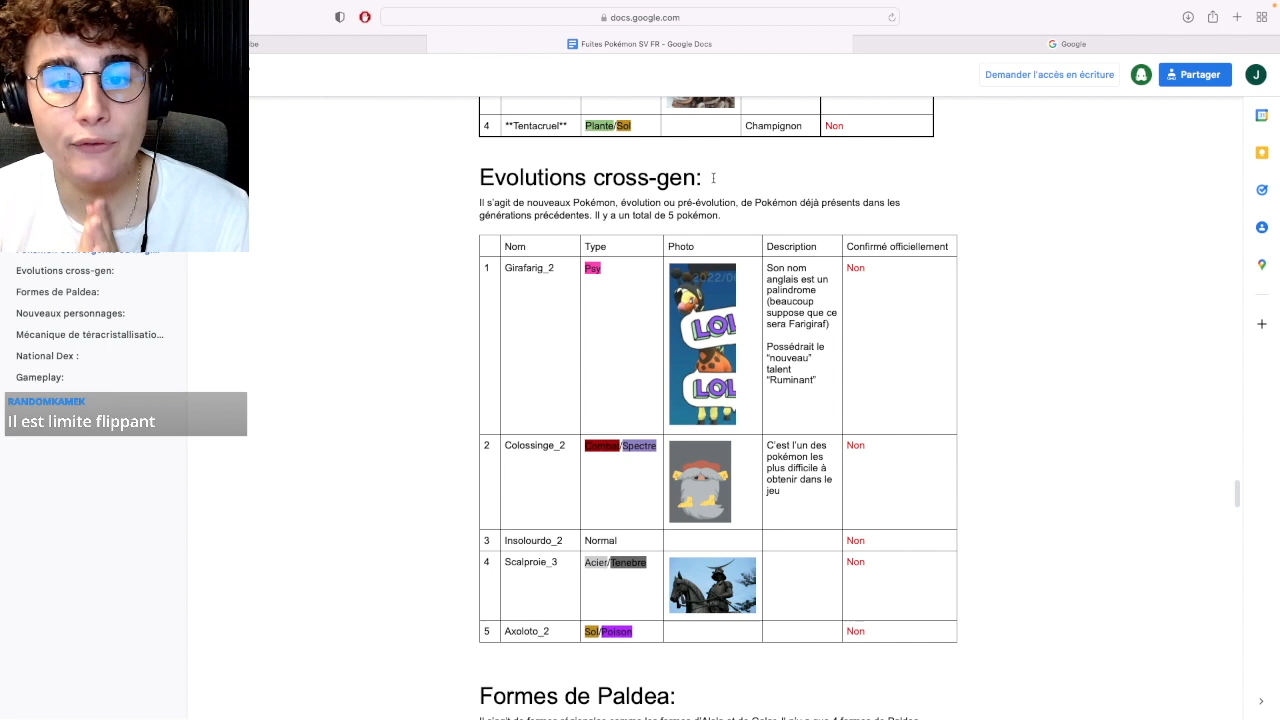 docs.google.com
be
Fuites Pokémon SV FR - Google Docs
Google
Demander l'accès en écriture
Partager
J
4 **Tentacruel** Plante/Sol Champignon Non
Evolutions cross-gen:
Il s'agit de nouveaux Pokémon, évolution ou pré-évolution, de Pokémon déjà présents dans les
générations précédentes. Il y a un total de 5 pokémon.
Nom Type Photo Description Confirmé officiellement
1 Girafarig_2 Psy Son nom Non
anglais est un
palindrome
(beaucoup
suppose que ce
sera Farigiraf)
Possédrait le
“nouveau”
talent
“Ruminant”
LOL
LOL
2 Colossinge_2 Combat/Spectre C'est l'un des Non
pokémon les
plus difficile à
obtenir dans le
jeu
3 Insolourdo_2 Normal Non
4 Scalproie_3 Acier/Tenebre Non
5 Axoloto_2 Sol/Poison Non
Formes de Paldea:
Evolutions cross-gen:
Formes de Paldea:
Nouveaux personnages:
Mécanique de téracristallisatio...
National Dex :
Gameplay:
RANDOMKAMEK
Il est limite flippant